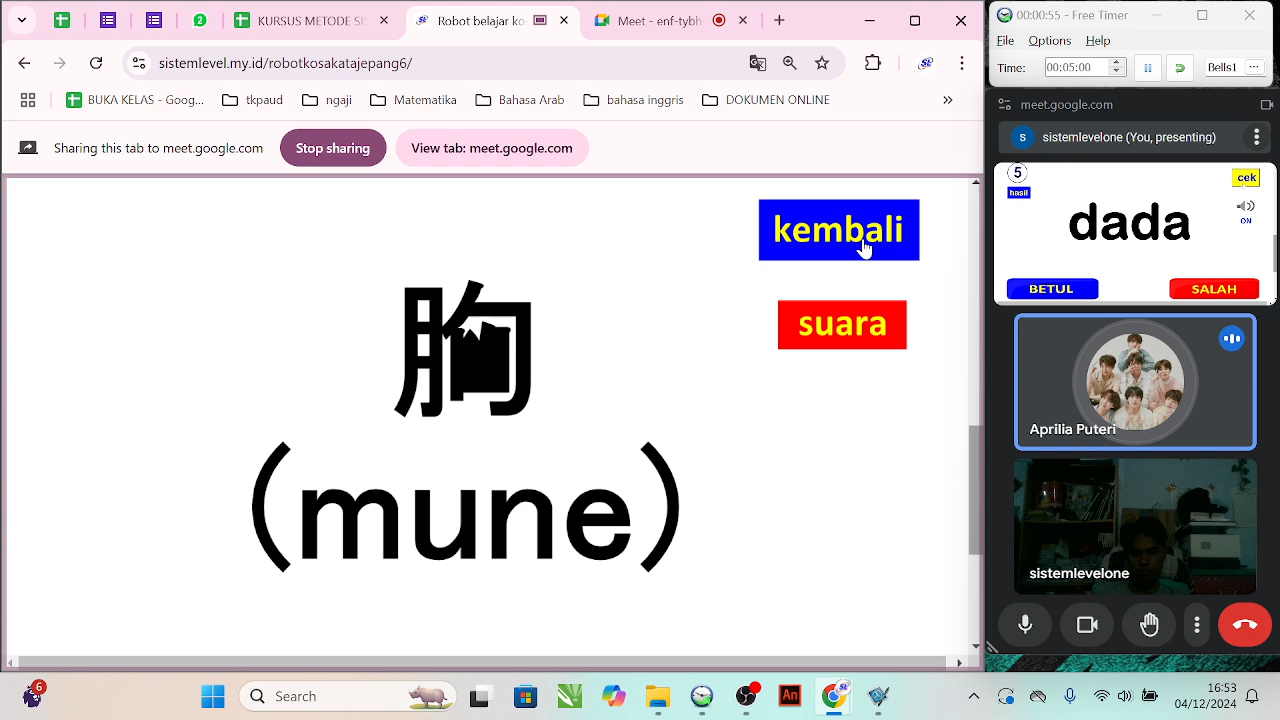 KURSUS METODE SI
Robot belajar ko
Meet - enf-tybh
sistemlevel.my.id/robotkosakatajepang6/
BUKA KELAS - Goog...
tkpaud
ngaji
Matematika
Bahasa Arab
bahasa inggris
DOKUMEN ONLINE
Sharing this tab to meet.google.com
Stop sharing
View tab: meet.google.com
kembali
suara
胸
(mune)
00:00:55 - Free Timer
File
Options
Help
Time:
00:05:00
Bells1
...
meet.google.com
S
sistemlevelone (You, presenting)
5
hasil
cek
dada
ON
BETUL
SALAH
Aprilia Puteri
sistemlevelone
6
Search
An
16:53
04/12/2024